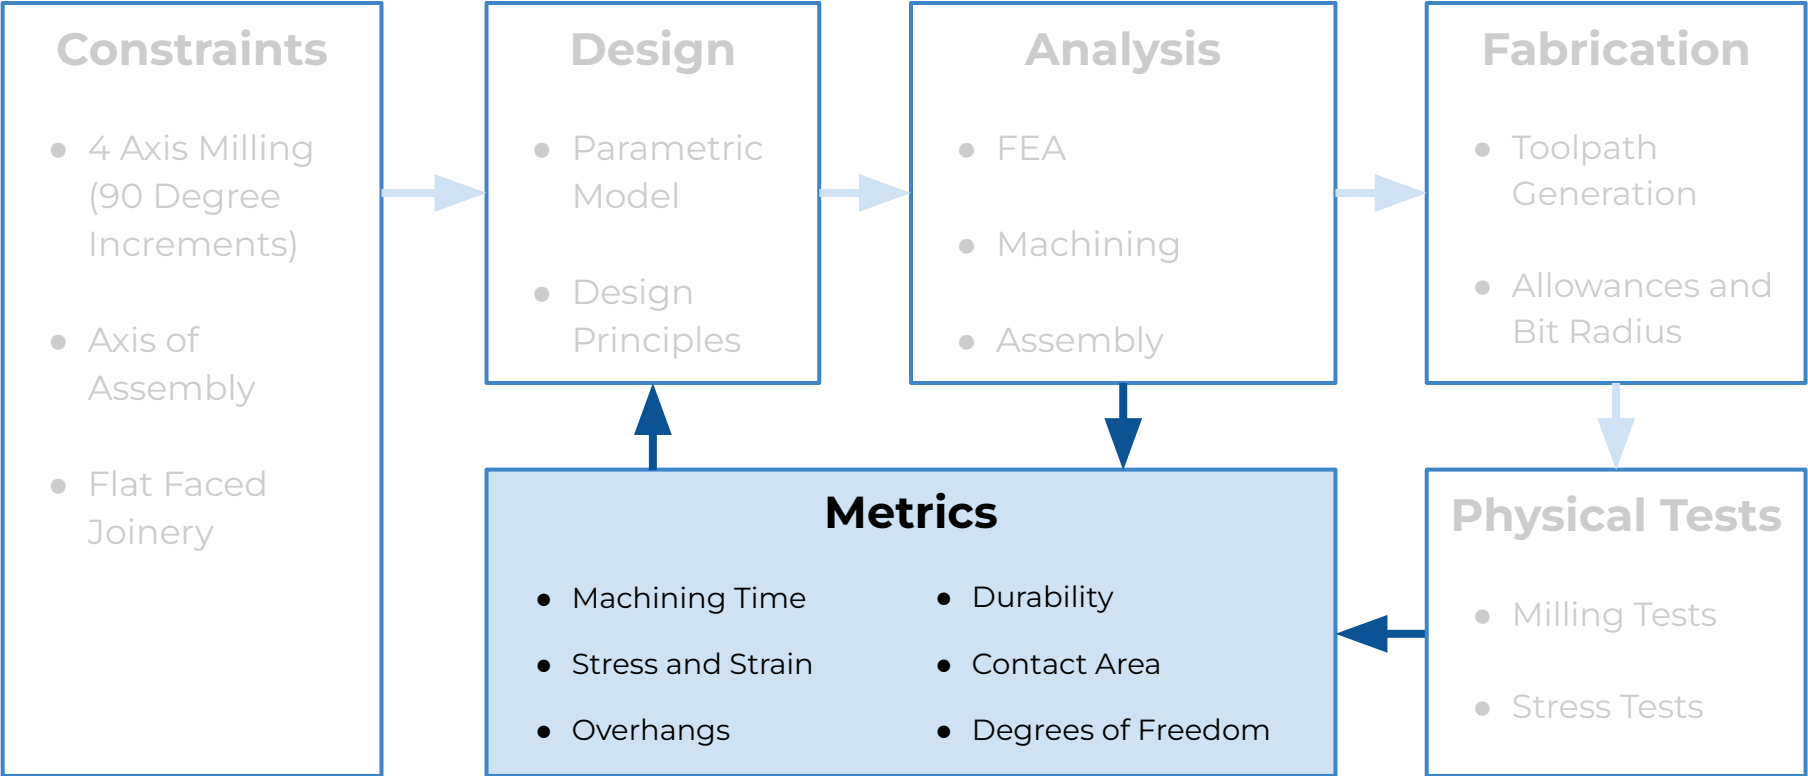 Constraints
● 4 Axis Milling
(90 Degree
Increments)
● Axis of
Assembly
● Flat Faced
Joinery
Design
● Parametric
Model
● Design
Principles
Analysis
● FEA
● Machining
● Assembly
Fabrication
● Toolpath
Generation
● Allowances and
Bit Radius
Metrics
● Machining Time
● Stress and Strain
● Overhangs
● Durability
● Contact Area
● Degrees of Freedom
Physical Tests
● Milling Tests
● Stress Tests